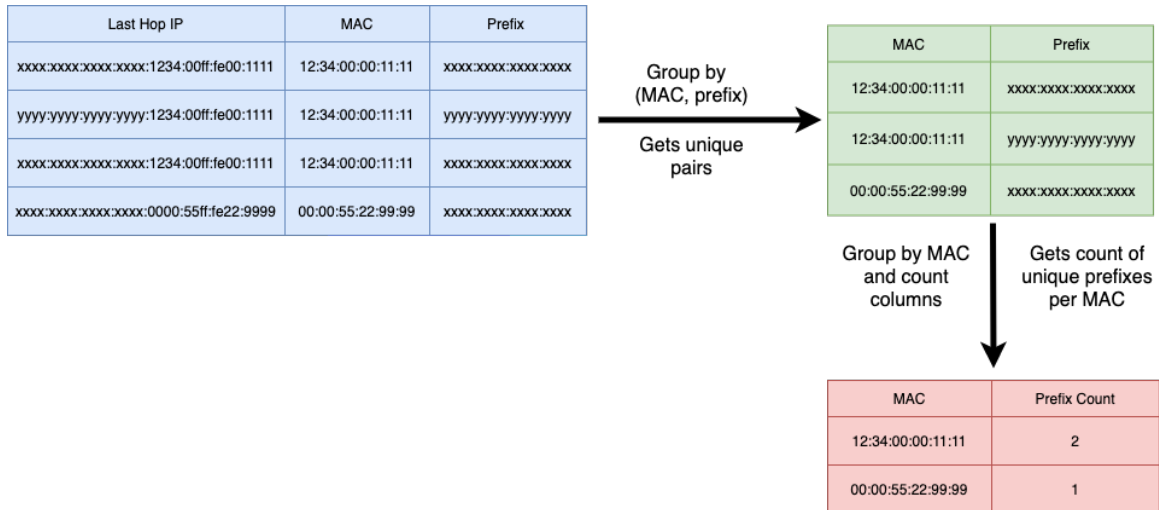 Last Hop IP MAC Prefix
xxxx:xxxx:xxxx:xxxx:1234:00ff:fe00:1111 12:34:00:00:11:11 xxxx:xxxx:xxxx:xxxx
yyyy:yyyy:yyyy:yyyy:1234:00ff:fe00:1111 12:34:00:00:11:11 yyyy:yyyy:yyyy:yyyy
xxxx:xxxx:xxxx:xxxx:1234:00ff:fe00:1111 12:34:00:00:11:11 xxxx:xxxx:xxxx:xxxx
xxxx:xxxx:xxxx:xxxx:0000:55ff:fe22:9999 00:00:55:22:99:99 xxxx:xxxx:xxxx:xxxx
Group by
(MAC, prefix)
Gets unique
pairs
MAC Prefix
12:34:00:00:11:11 xxxx:xxxx:xxxx:xxxx
12:34:00:00:11:11 yyyy:yyyy:yyyy:yyyy
00:00:55:22:99:99 xxxx:xxxx:xxxx:xxxx
Group by MAC
and count
columns
Gets count of
unique prefixes
per MAC
MAC Prefix Count
12:34:00:00:11:11 2
00:00:55:22:99:99 1